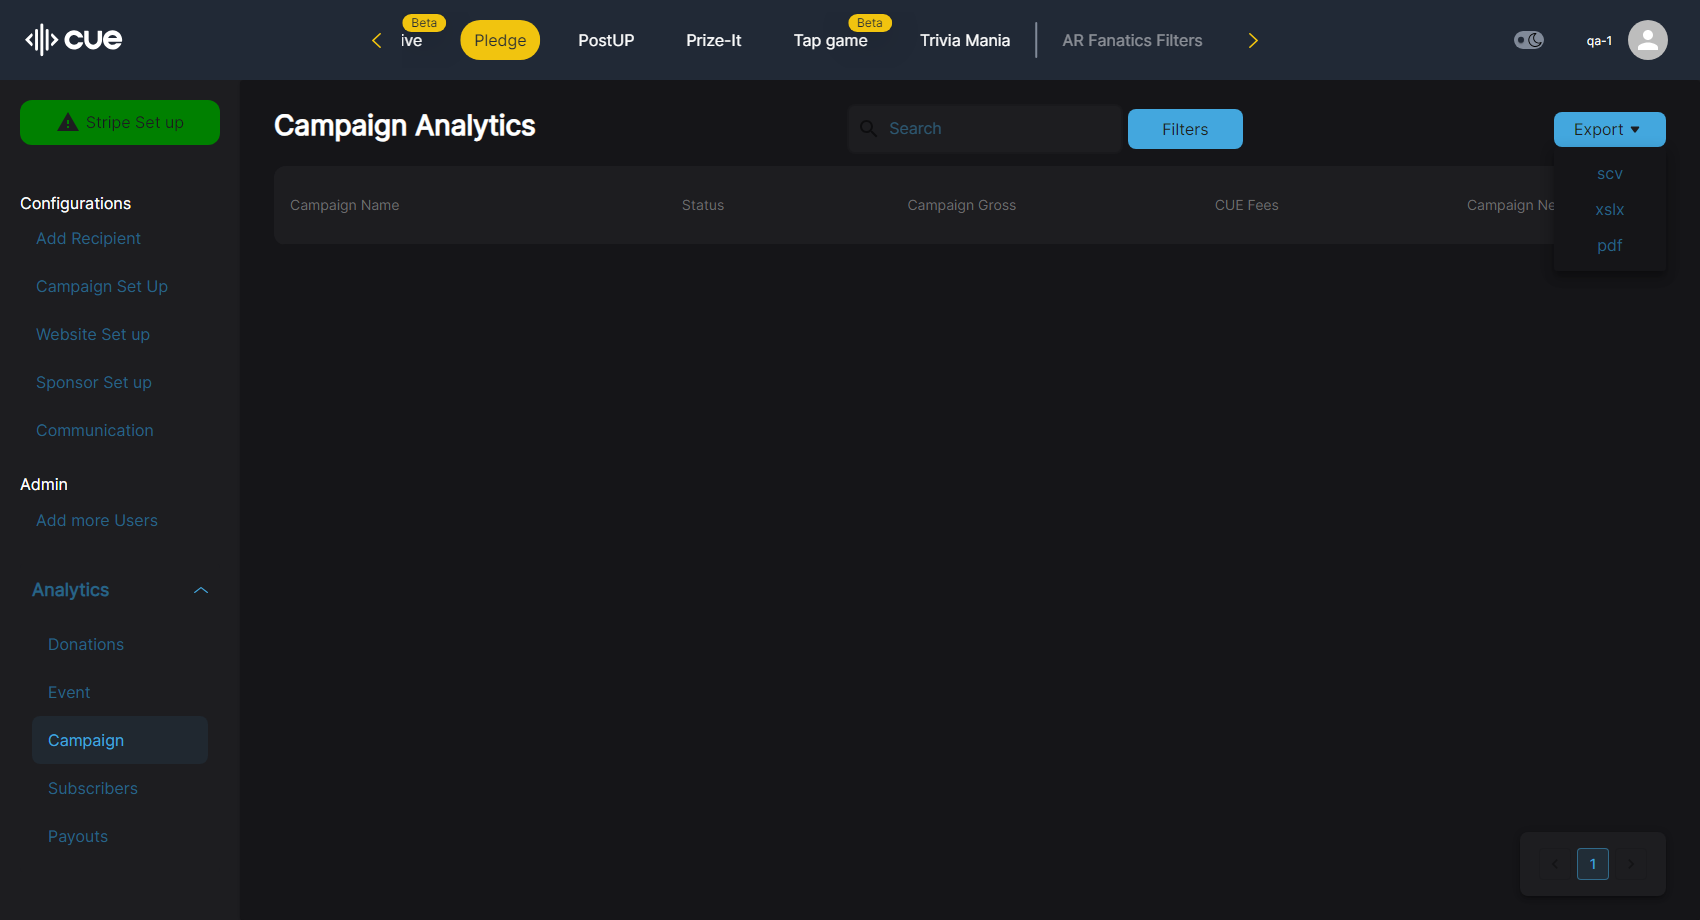 cue
Beta
ive
Pledge
PostUP
Prize-It
Beta
Tap game
Trivia Mania
AR Fanatics Filters
qa-1
Stripe Set up
Configurations
Add Recipient
Campaign Set Up
Website Set up
Sponsor Set up
Communication
Admin
Add more Users
Analytics
Donations
Event
Campaign
Subscribers
Payouts
Campaign Analytics
Search
Filters
Export
scv
xslx
pdf
Campaign Name
Status
Campaign Gross
CUE Fees
Campaign Ne
1